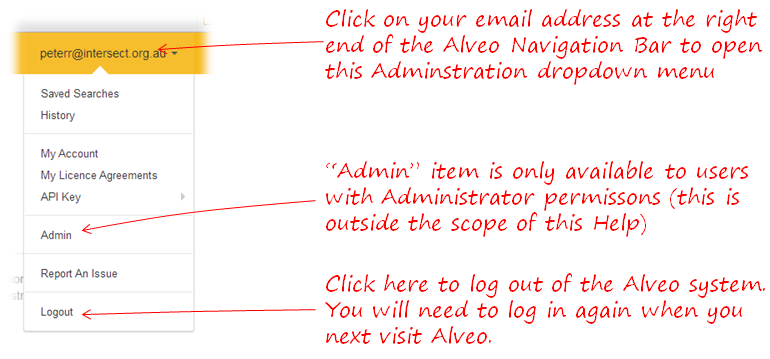 Click on your email address at the right
end of the Alveo Navigation Bar to open
this Adminstration dropdown menu
peterr@intersect.org.au
Saved Searches
History
My Account
My Licence Agreements
API Key
"Admin" item is only available to users
with Administrator permissons (this is
outside the scope of this Help)
Admin
Report An Issue
Click here to log out of the Alveo system.
You will need to log in again when you
next visit Alveo.
Logout